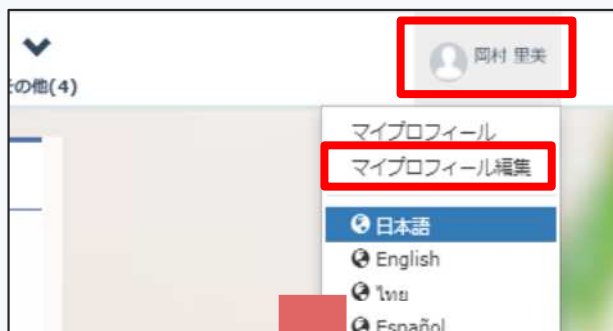 その他(4)
岡村 里美
マイプロフィール
マイプロフィール編集
日本語
English
ไทย
Español